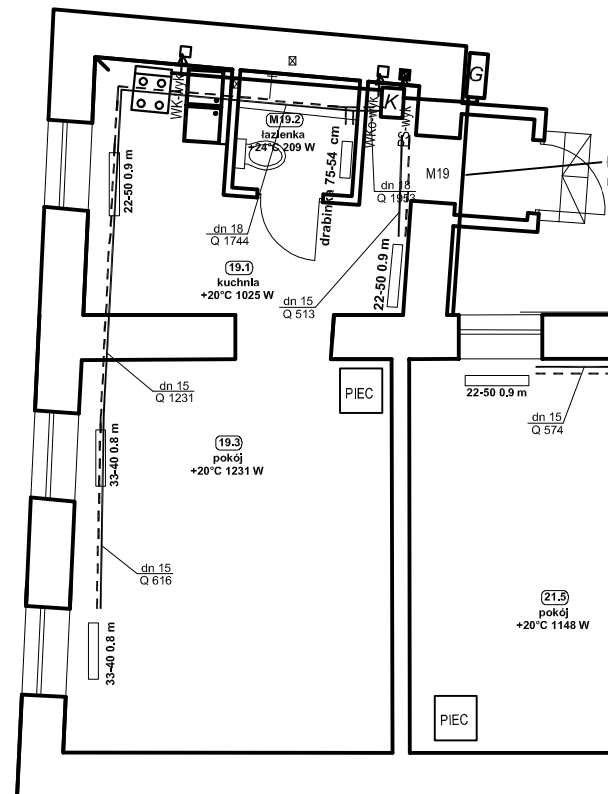 G
WK-wyk
K
WKo-wyk
PS-wyk
M19.2
łazienka
+24°C 209 W
drabinka 75-54 cm
M19
22-50 0.9 m
dn 18
Q 1953
dn 18
Q 1744
19.1
kuchnia
+20°C 1025 W
22-50 0.9 m
dn 15
Q 513
dn 15
Q 1231
PIEC
22-50 0.9 m
dn 15
Q 574
33-40 0.8 m
19.3
pokój
+20°C 1231 W
dn 15
Q 616
21.5
pokój
+20°C 1148 W
33-40 0.8 m
PIEC